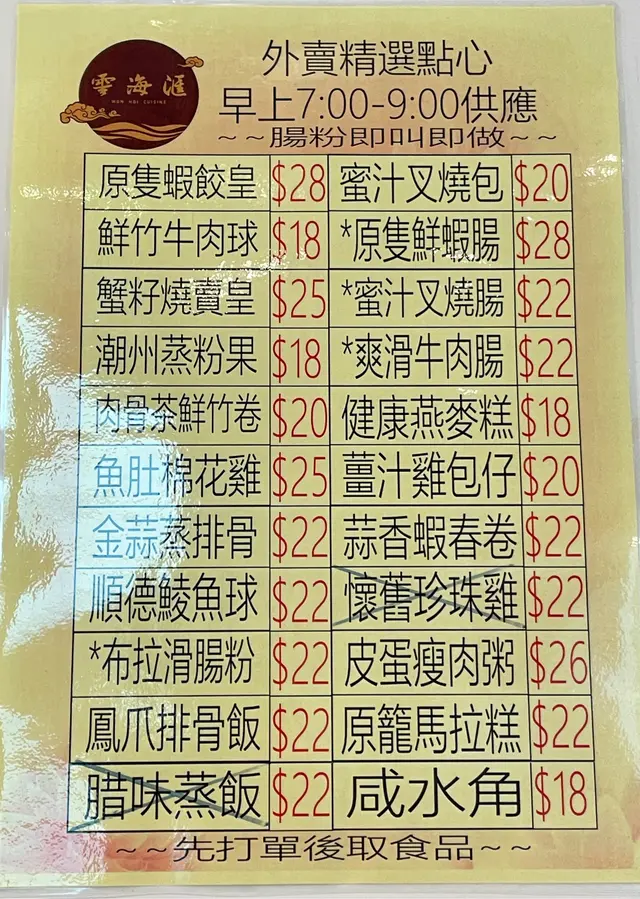 雲海滙
外賣精選點心
早上7:00-9:00供應
~~腸粉即叫即做~~
原隻蝦餃皇 $28 蜜汁叉燒包 $20
鮮竹牛肉球 $18 *原隻鮮蝦腸 $28
蟹籽燒賣皇 $25 *蜜汁叉燒腸 $22
潮州蒸粉果 $18 *爽滑牛肉腸 $22
肉骨茶鮮竹卷 $20 健康燕麥糕 $18
魚肚棉花雞 $25 薑汁雞包仔 $20
金蒜蒸排骨 $22 蒜香蝦春卷 $22
順德鯪魚球 $22 懷舊珍珠雞 $22
*布拉滑腸粉 $22 皮蛋瘦肉粥 $26
鳳爪排骨飯 $22 原籠馬拉糕 $22
腊味蒸飯 $22 咸水角 $18
~~先打單後取食品~~